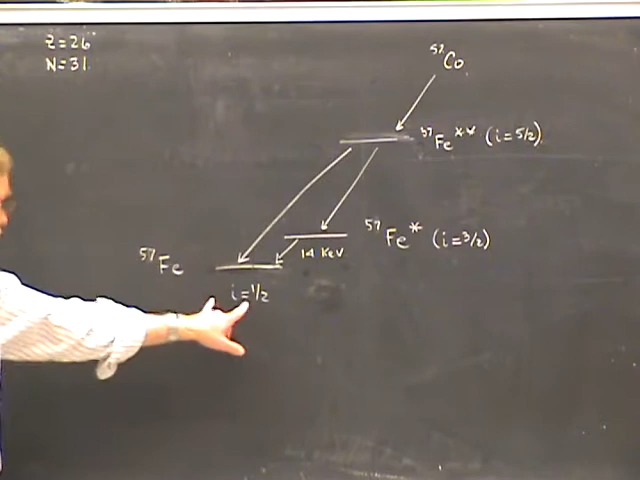 Z=26
N=31
⁵⁷Co
⁵⁷Fe** (i=5/2)
⁵⁷Fe* (i=3/2)
14 KeV
⁵⁷Fe
i=1/2